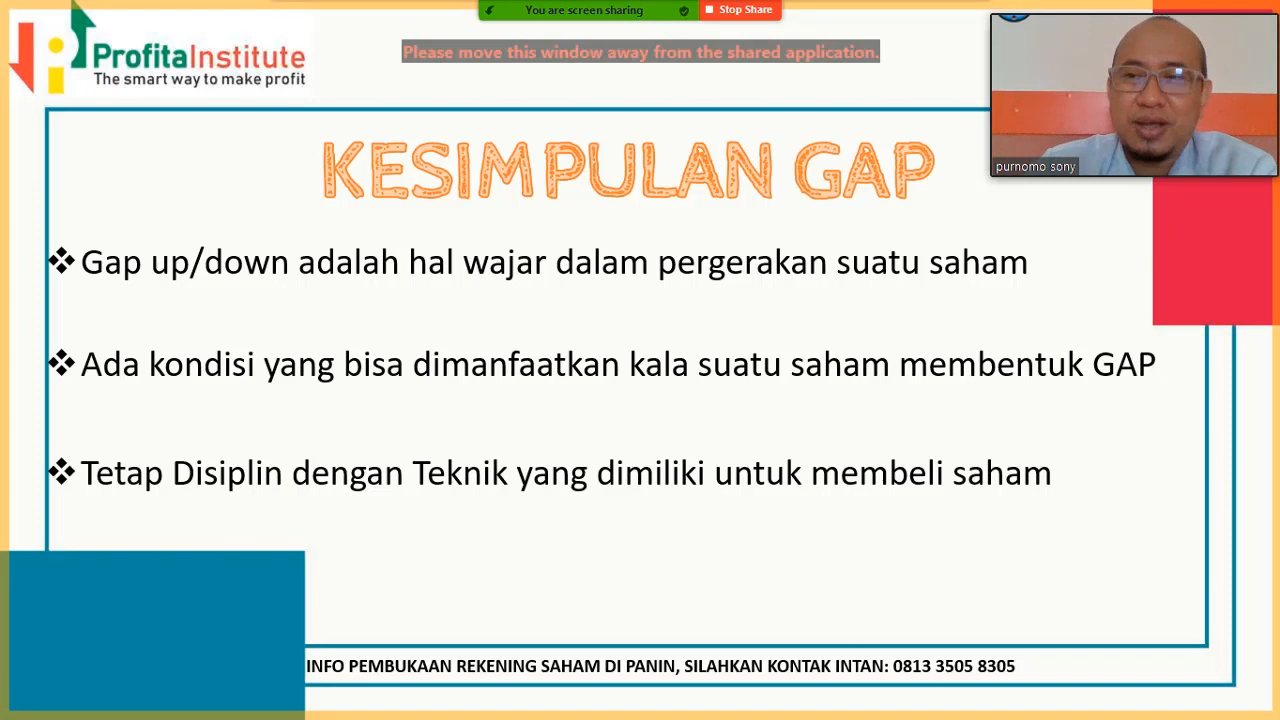 You are screen sharing
Stop Share
ProfitaInstitute
The smart way to make profit
Please move this window away from the shared application.
purnomo sony
KESIMPULAN GAP
❖ Gap up/down adalah hal wajar dalam pergerakan suatu saham
❖ Ada kondisi yang bisa dimanfaatkan kala suatu saham membentuk GAP
❖ Tetap Disiplin dengan Teknik yang dimiliki untuk membeli saham
INFO PEMBUKAAN REKENING SAHAM DI PANIN, SILAHKAN KONTAK INTAN: 0813 3505 8305